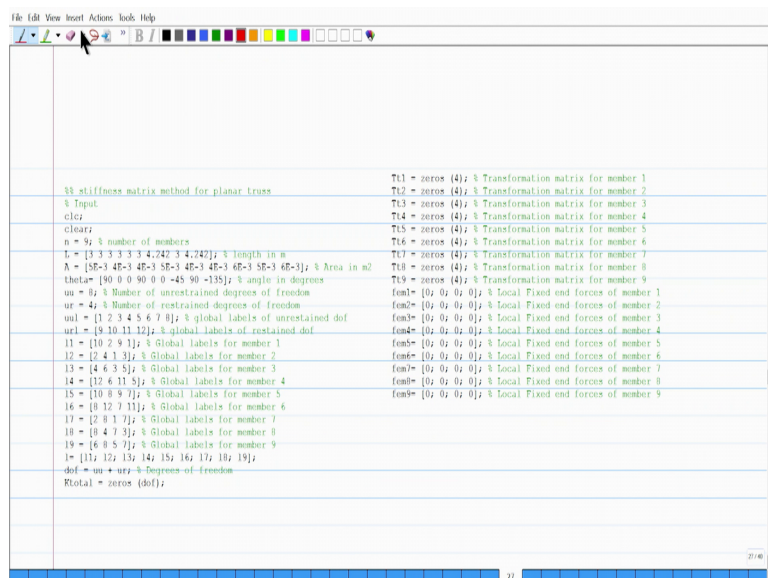 File Edit View Insert Actions Tools Help
» B I
%% stiffness matrix method for planar truss
% Input
clc;
clear;
n = 9; % number of members
L = [3 3 3 3 3 3 4.242 3 4.242]; % length in m
A = [5E-3 4E-3 4E-3 5E-3 4E-3 4E-3 6E-3 5E-3 6E-3]; % Area in m2
theta= [90 0 0 90 0 0 -45 90 -135]; % angle in degrees
uu = 8; % Number of unrestrained degrees of freedom
ur = 4; % Number of restrained degrees of freedom
uul = [1 2 3 4 5 6 7 8]; % global labels of unrestained dof
url = [9 10 11 12]; % global labels of restained dof
l1 = [10 2 9 1]; % Global labels for member 1
l2 = [2 4 1 3]; % Global labels for member 2
l3 = [4 6 3 5]; % Global labels for member 3
l4 = [12 6 11 5]; % Global labels for member 4
l5 = [10 8 9 7]; % Global labels for member 5
l6 = [8 12 7 11]; % Global labels for member 6
l7 = [2 8 1 7]; % Global labels for member 7
l8 = [8 4 7 3]; % Global labels for member 8
l9 = [6 8 5 7]; % Global labels for member 9
l= [l1; l2; l3; l4; l5; l6; l7; l8; l9];
dof = uu + ur; % Degrees of freedom
Ktotal = zeros (dof);
Tt1 = zeros (4); % Transformation matrix for member 1
Tt2 = zeros (4); % Transformation matrix for member 2
Tt3 = zeros (4); % Transformation matrix for member 3
Tt4 = zeros (4); % Transformation matrix for member 4
Tt5 = zeros (4); % Transformation matrix for member 5
Tt6 = zeros (4); % Transformation matrix for member 6
Tt7 = zeros (4); % Transformation matrix for member 7
Tt8 = zeros (4); % Transformation matrix for member 8
Tt9 = zeros (4); % Transformation matrix for member 9
fem1= [0; 0; 0; 0]; % Local Fixed end forces of member 1
fem2= [0; 0; 0; 0]; % Local Fixed end forces of member 2
fem3= [0; 0; 0; 0]; % Local Fixed end forces of member 3
fem4= [0; 0; 0; 0]; % Local Fixed end forces of member 4
fem5= [0; 0; 0; 0]; % Local Fixed end forces of member 5
fem6= [0; 0; 0; 0]; % Local Fixed end forces of member 6
fem7= [0; 0; 0; 0]; % Local Fixed end forces of member 7
fem8= [0; 0; 0; 0]; % Local Fixed end forces of member 8
fem9= [0; 0; 0; 0]; % Local Fixed end forces of member 9
27